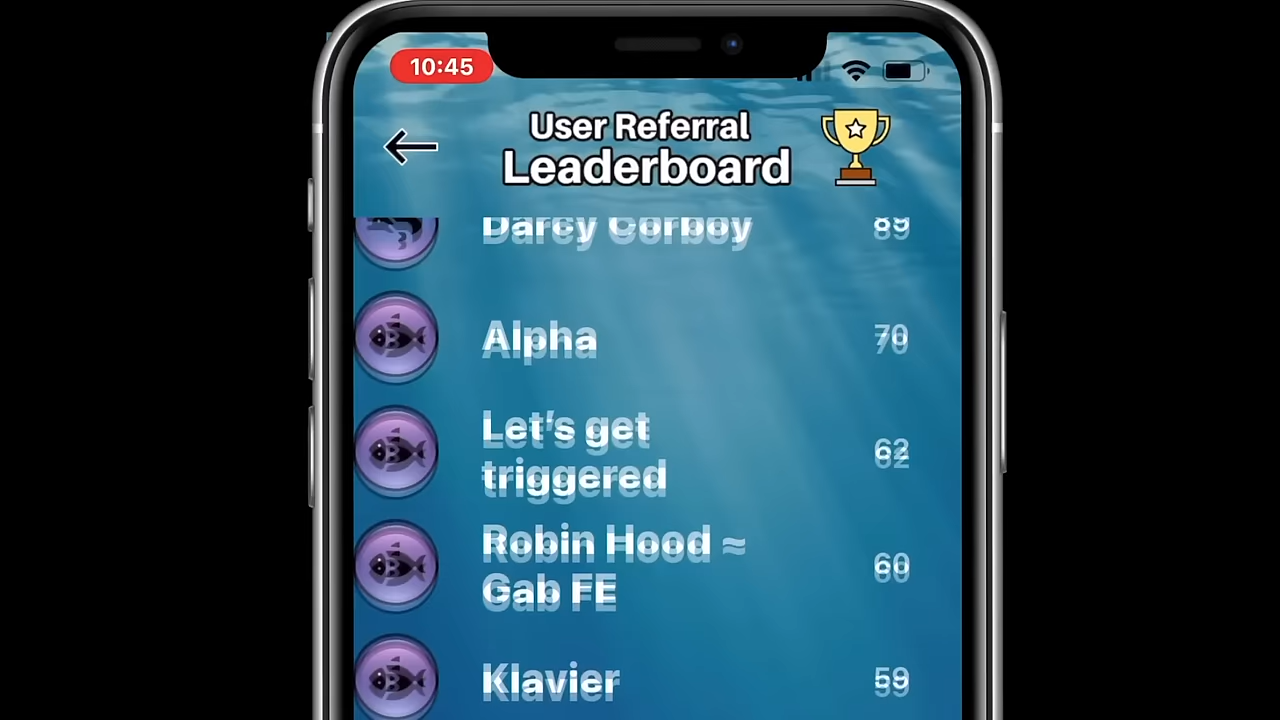 10:45
User Referral
Leaderboard
Darcy Corboy 89
Alpha 70
Let's get
triggered 62
Robin Hood ≈
Gab FE 60
Klavier 59